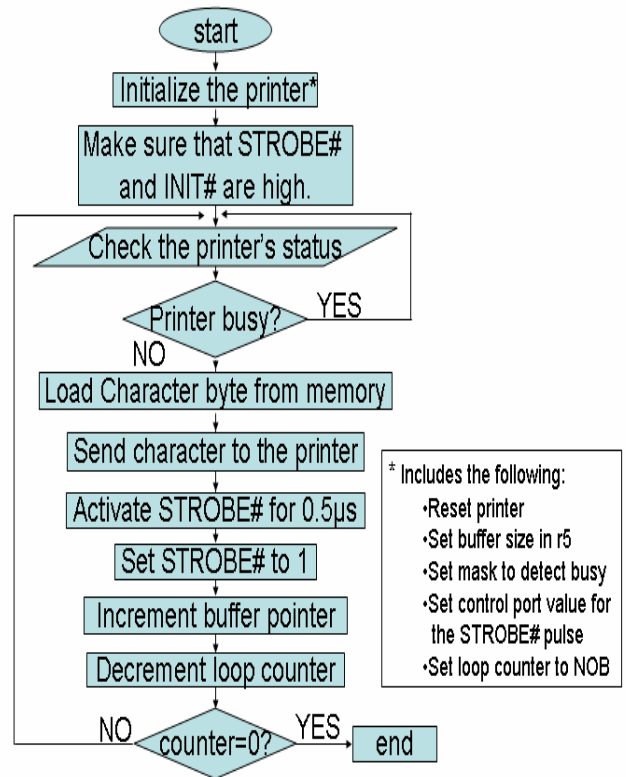 start
Initialize the printer*
Make sure that STROBE#
and INIT# are high.
Check the printer's status
Printer busy?
YES
NO
Load Character byte from memory
Send character to the printer
Activate STROBE# for 0.5µs
Set STROBE# to 1
Increment buffer pointer
Decrement loop counter
NO
counter=0?
YES
end
* Includes the following:
•Reset printer
•Set buffer size in r5
•Set mask to detect busy
•Set control port value for
the STROBE# pulse
•Set loop counter to NOB